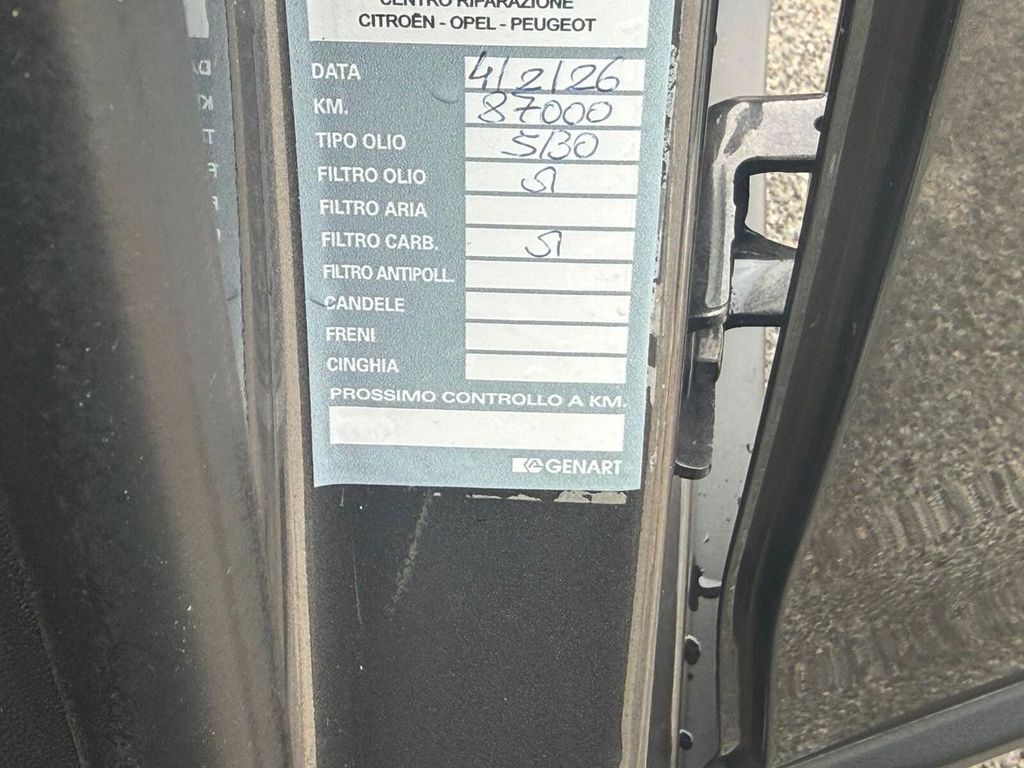 CENTRO RIPARAZIONE
CITROËN - OPEL - PEUGEOT
DATA 4/2/26
KM. 87000
TIPO OLIO 5/30
FILTRO OLIO SI
FILTRO ARIA
FILTRO CARB. SI
FILTRO ANTIPOLL.
CANDELE
FRENI
CINGHIA
PROSSIMO CONTROLLO A KM.
GENART